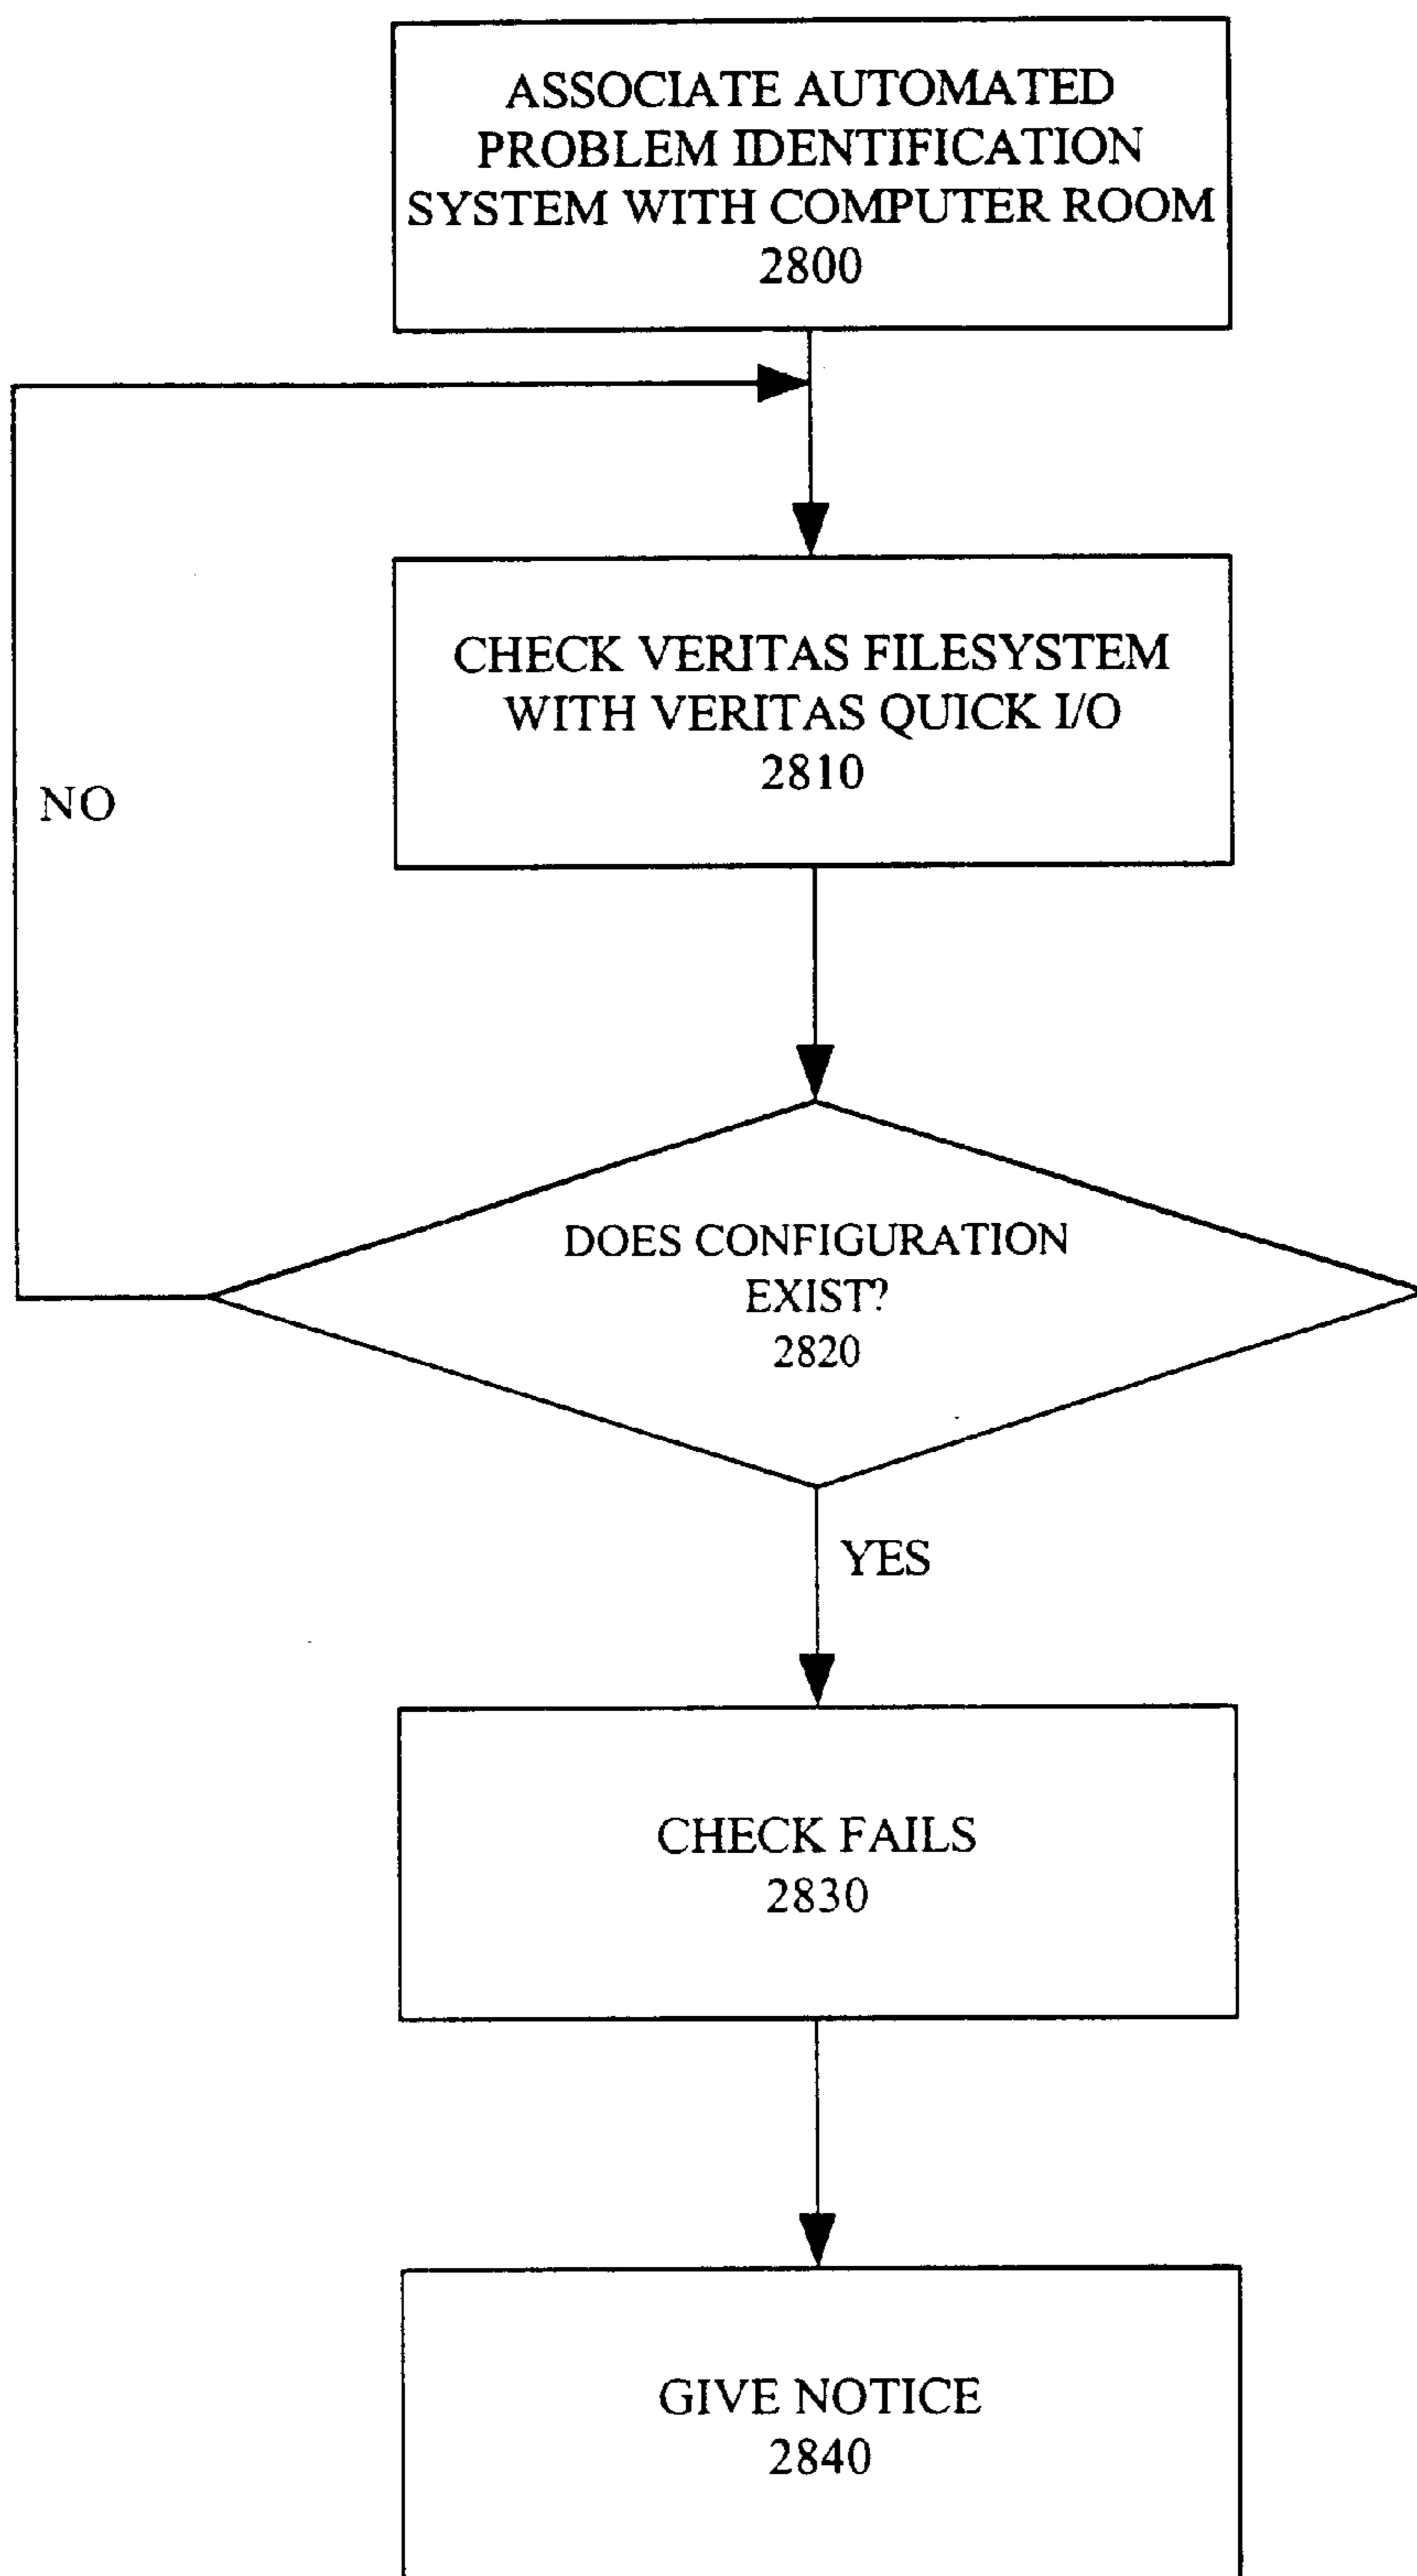 ASSOCIATE AUTOMATED
PROBLEM IDENTIFICATION
SYSTEM WITH COMPUTER ROOM
2800
CHECK VERITAS FILESYSTEM
WITH VERITAS QUICK I/O
2810
NO
DOES CONFIGURATION
EXIST?
2820
YES
CHECK FAILS
2830
GIVE NOTICE
2840